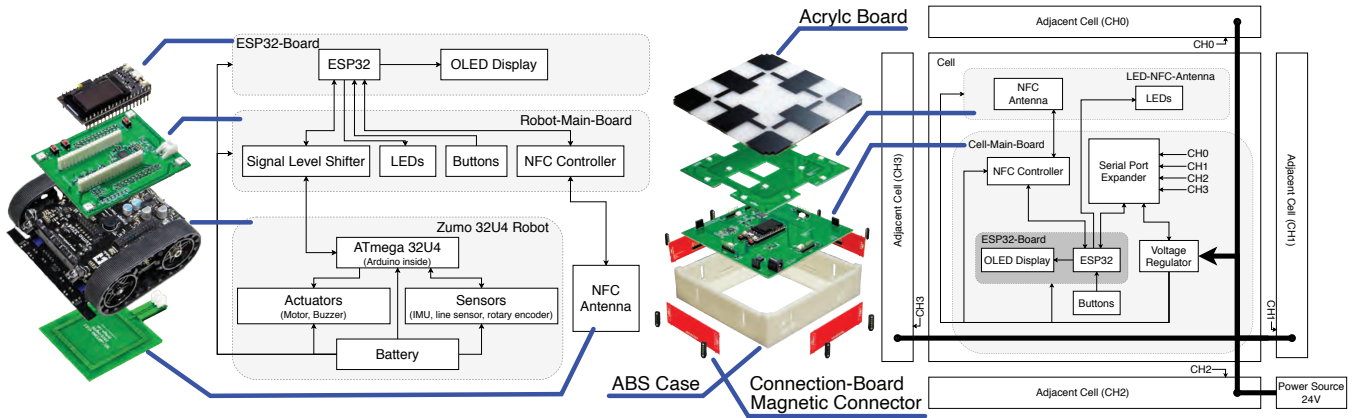 ESP32-Board
ESP32
OLED Display
Robot-Main-Board
Signal Level Shifter
LEDs
Buttons
NFC Controller
Zumo 32U4 Robot
ATmega 32U4
(Arduino inside)
Actuators
(Motor, Buzzer)
Sensors
(IMU, line sensor, rotary encoder)
Battery
NFC
Antenna
Acrylc Board
ABS Case
Connection-Board
Magnetic Connector
Adjacent Cell (CH0)
CH0
Cell
LED-NFC-Antenna
NFC
Antenna
LEDs
Cell-Main-Board
NFC Controller
Serial Port
Expander
CH0
CH1
CH2
CH3
ESP32-Board
OLED Display
ESP32
Voltage
Regulator
Buttons
Adjacent Cell (CH3)
CH3
Adjacent Cell (CH1)
CH1
CH2
Adjacent Cell (CH2)
Power Source
24V